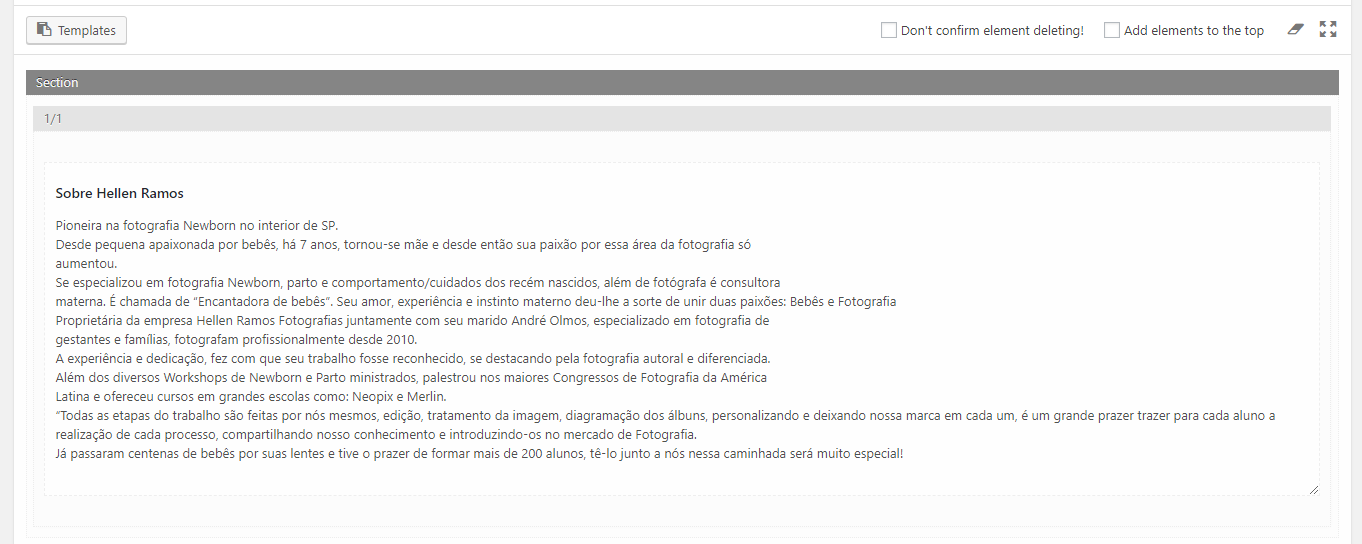 Templates
Don't confirm element deleting!
Add elements to the top
Section
1/1
Sobre Hellen Ramos
Pioneira na fotografia Newborn no interior de SP.
Desde pequena apaixonada por bebês, há 7 anos, tornou-se mãe e desde então sua paixão por essa área da fotografia só
aumentou.
Se especializou em fotografia Newborn, parto e comportamento/cuidados dos recém nascidos, além de fotógrafa é consultora
materna. É chamada de “Encantadora de bebês”. Seu amor, experiência e instinto materno deu-lhe a sorte de unir duas paixões: Bebês e Fotografia
Proprietária da empresa Hellen Ramos Fotografias juntamente com seu marido André Olmos, especializado em fotografia de
gestantes e famílias, fotografam profissionalmente desde 2010.
A experiência e dedicação, fez com que seu trabalho fosse reconhecido, se destacando pela fotografia autoral e diferenciada.
Além dos diversos Workshops de Newborn e Parto ministrados, palestrou nos maiores Congressos de Fotografia da América
Latina e ofereceu cursos em grandes escolas como: Neopix e Merlin.
“Todas as etapas do trabalho são feitas por nós mesmos, edição, tratamento da imagem, diagramação dos álbuns, personalizando e deixando nossa marca em cada um, é um grande prazer trazer para cada aluno a
realização de cada processo, compartilhando nosso conhecimento e introduzindo-os no mercado de Fotografia.
Já passaram centenas de bebês por suas lentes e tive o prazer de formar mais de 200 alunos, tê-lo junto a nós nessa caminhada será muito especial!